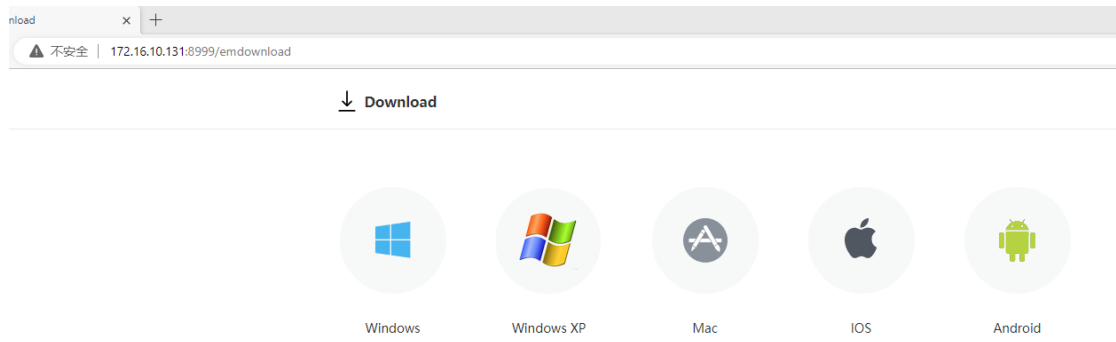 nload
不安全 172.16.10.131:8999/emdownload
Download
Windows Windows XP Mac IOS Android